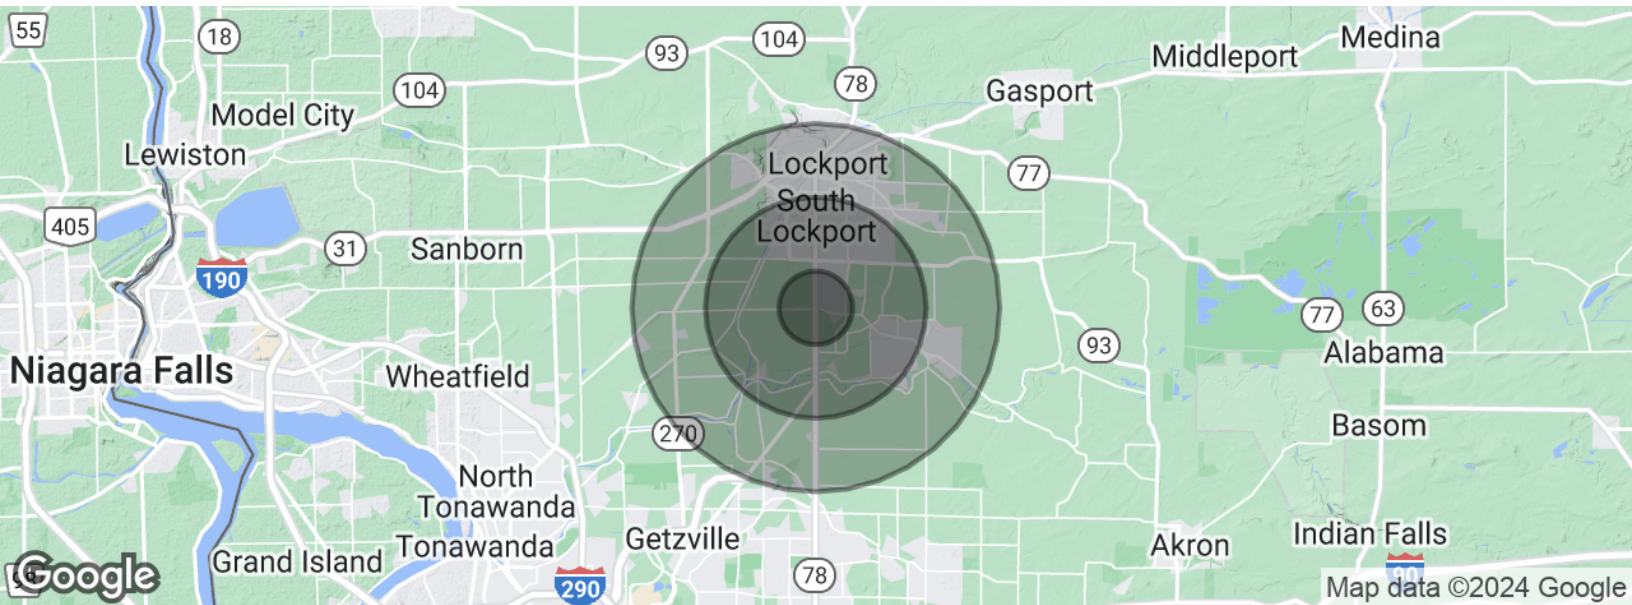 55
18
93
104
Medina
Middleport
104
78
Gasport
Model City
Lewiston
Lockport
77
South
Lockport
405
31
Sanborn
190
77
63
93
Alabama
Niagara Falls
Wheatfield
270
Basom
North
Tonawanda
Tonawanda
Getzville
Akron
Indian Falls
Grand Island
78
290
90
98
Google
Map data ©2024 Google